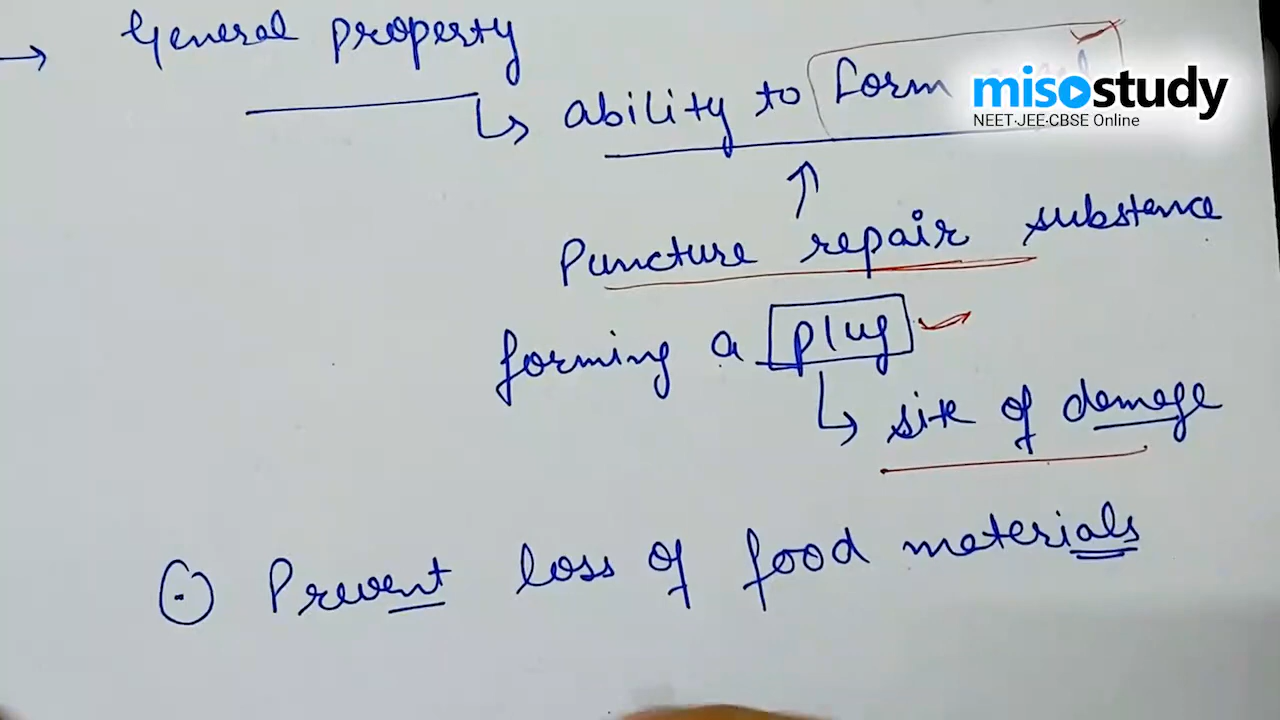 → General property
↳ ability to form
misostudy
NEET·JEE·CBSE Online
↑
Puncture repair substance
forming a plug
↳ site of damage
⊙ Prevent loss of food materials